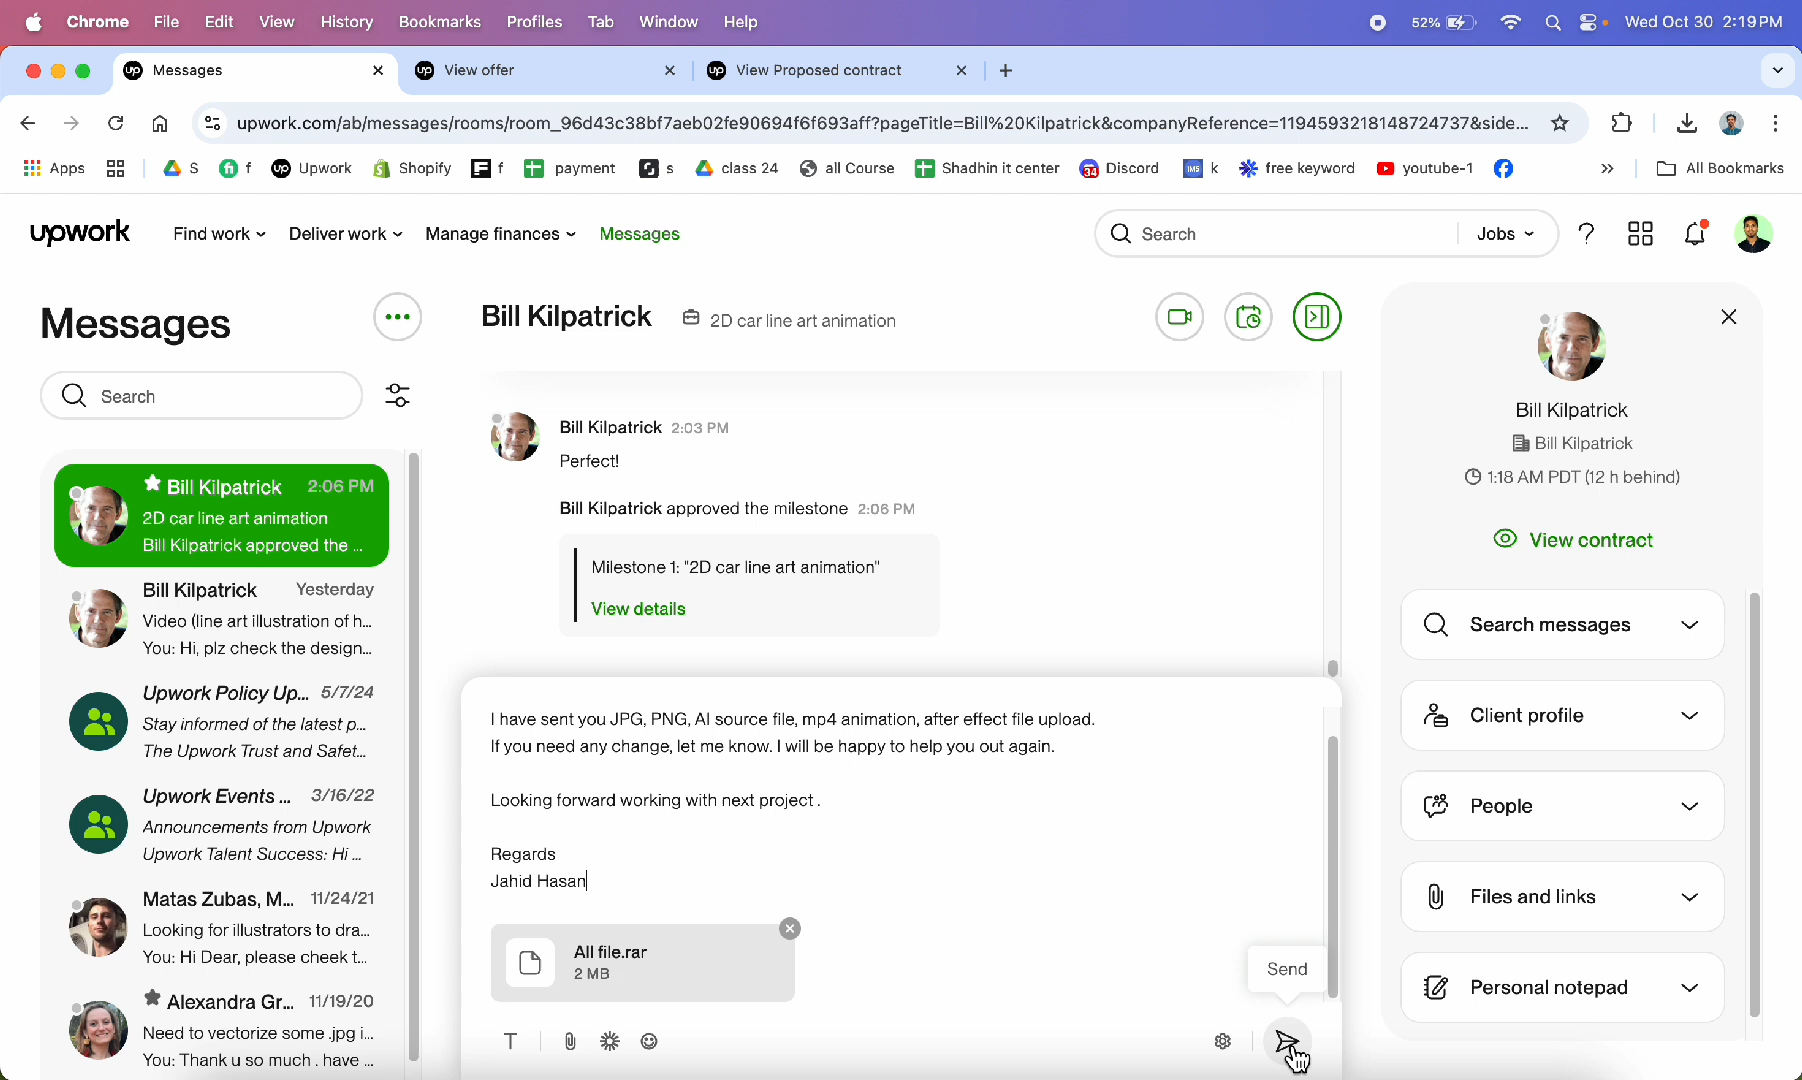 Chrome File Edit View History Bookmarks Profiles Tab Window Help 52% Wed Oct 30 2:19 PM
Messages View offer View Proposed contract
upwork.com/ab/messages/rooms/room_96d43c38bf7aeb02fe90694f6f693aff?pageTitle=Bill%20Kilpatrick&companyReference=1194593218148724737&side...
Apps S f Upwork Shopify f payment s class 24 all Course Shadhin it center Discord k free keyword youtube-1 All Bookmarks
upwork Find work Deliver work Manage finances Messages Search Jobs
Messages
Search
Bill Kilpatrick 2:06 PM
2D car line art animation
Bill Kilpatrick approved the ...
Bill Kilpatrick Yesterday
Video (line art illustration of h...
You: Hi, plz check the design...
Upwork Policy Up... 5/7/24
Stay informed of the latest p...
The Upwork Trust and Safet...
Upwork Events ... 3/16/22
Announcements from Upwork
Upwork Talent Success: Hi ...
Matas Zubas, M... 11/24/21
Looking for illustrators to dra...
You: Hi Dear, please cheek t...
Alexandra Gr... 11/19/20
Need to vectorize some .jpg i...
You: Thank u so much . have ...
Bill Kilpatrick 2D car line art animation
Bill Kilpatrick 2:03 PM
Perfect!
Bill Kilpatrick approved the milestone 2:06 PM
Milestone 1: "2D car line art animation"
View details
I have sent you JPG, PNG, AI source file, mp4 animation, after effect file upload.
If you need any change, let me know. I will be happy to help you out again.
Looking forward working with next project .
Regards
Jahid Hasan
All file.rar
2 MB
Send
Bill Kilpatrick
Bill Kilpatrick
1:18 AM PDT (12 h behind)
View contract
Search messages
Client profile
People
Files and links
Personal notepad